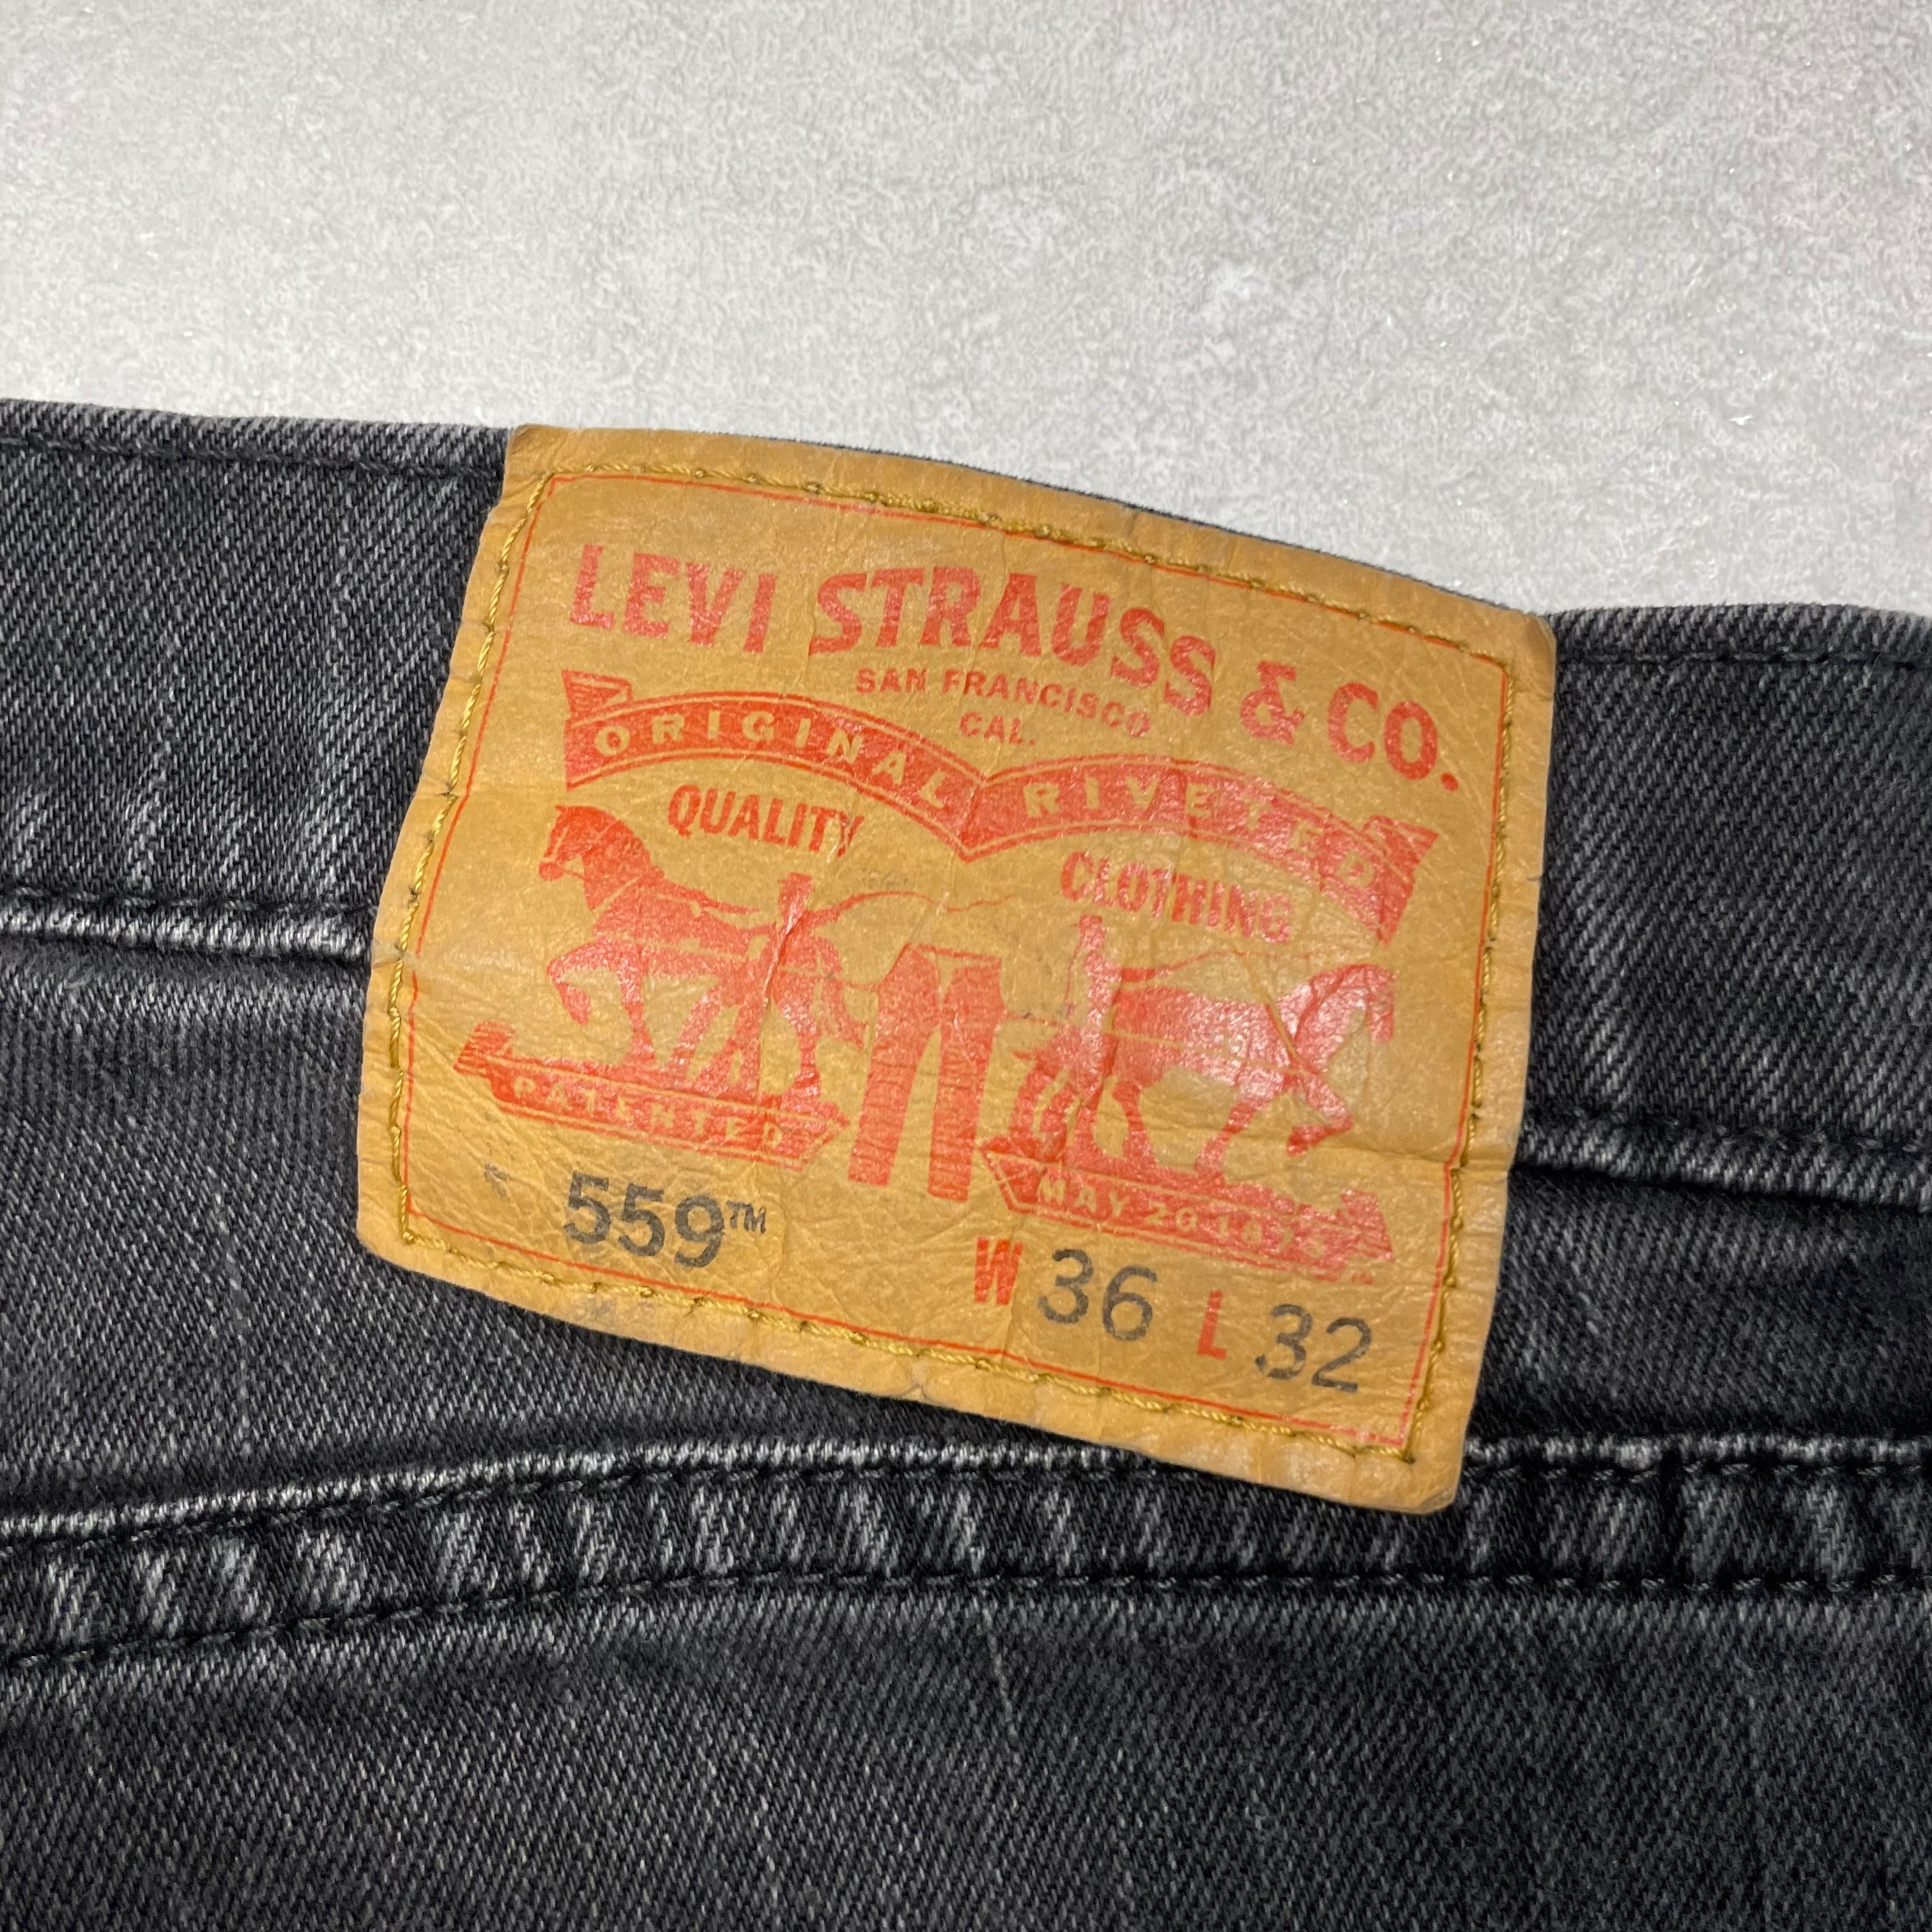 LEVI STRAUSS & CO.
SAN FRANCISCO
CAL.
ORIGINAL RIVETED
QUALITY
CLOTHING
PATENTED
MAY 20 1873
559™
W 36 L 32